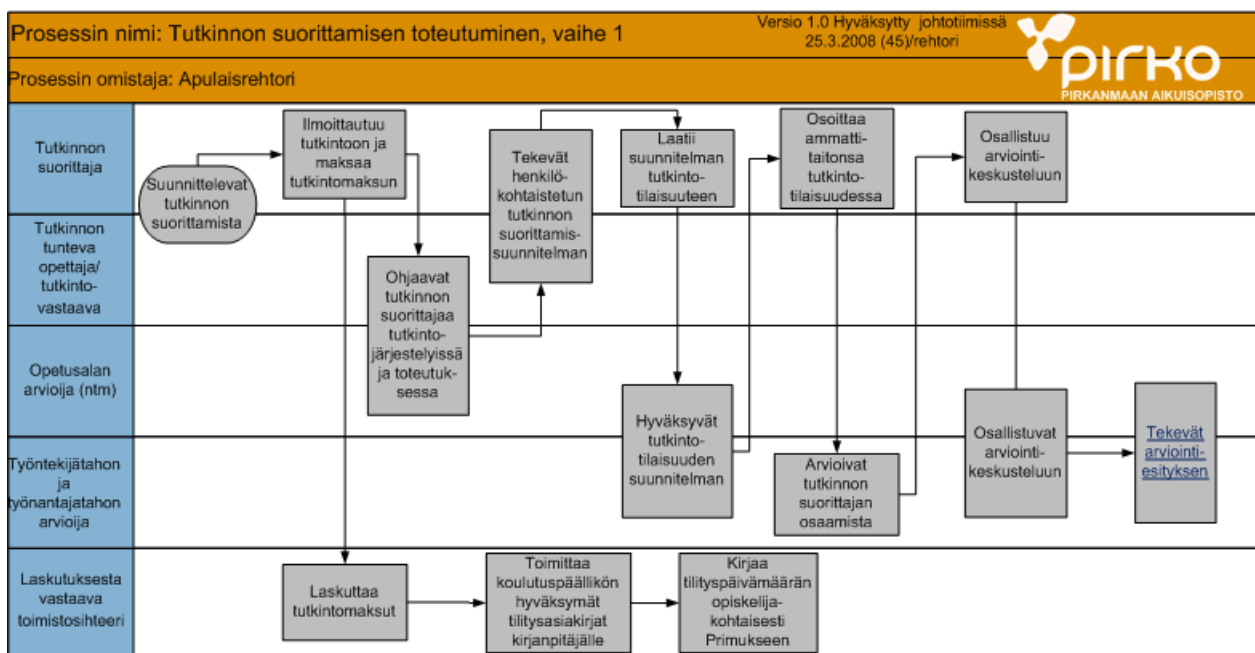 Prosessin nimi: Tutkinnon suorittamisen toteutuminen, vaihe 1
Versio 1.0 Hyväksytty johtotiimissä
25.3.2008 (45)/rehtori
pirko
PIRKANMAAN AIKUISOPISTO
Prosessin omistaja: Apulaisrehtori
Tutkinnon
suorittaja
Suunnittelevat
tutkinnon
suorittamista
Ilmoittautuu
tutkintoon ja
maksaa
tutkintomaksun
Tekevät
henkilö-
kohtaistetun
tutkinnon
suorittamis-
suunnitelman
Laatii
suunnitelman
tutkinto-
tilaisuuteen
Osoittaa
ammatti-
taitonsa
tutkinto-
tilaisuudessa
Osallistuu
arviointi-
keskusteluun
Tutkinnon
tunteva
opettaja/
tutkinto-
vastaava
Ohjaavat
tutkinnon
suorittajaa
tutkinto-
järjestelyissä
ja toteutuk-
sessa
Opetusalan
arvioija (ntm)
Hyväksyvät
tutkinto-
tilaisuuden
suunnitelman
Osallistuvat
arviointi-
keskusteluun
Tekevät
arviointi-
esityksen
Työntekijätahon
ja
työnantajatahon
arvioija
Arvioivat
tutkinnon
suorittajan
osaamista
Laskutuksesta
vastaava
toimistosihteeri
Laskuttaa
tutkintomaksut
Toimittaa
koulutuspäällikön
hyväksymät
tilitysasiakirjat
kirjanpitäjälle
Kirjaa
tilityspäivämäärän
opiskelija-
kohtaisesti
Primukseen